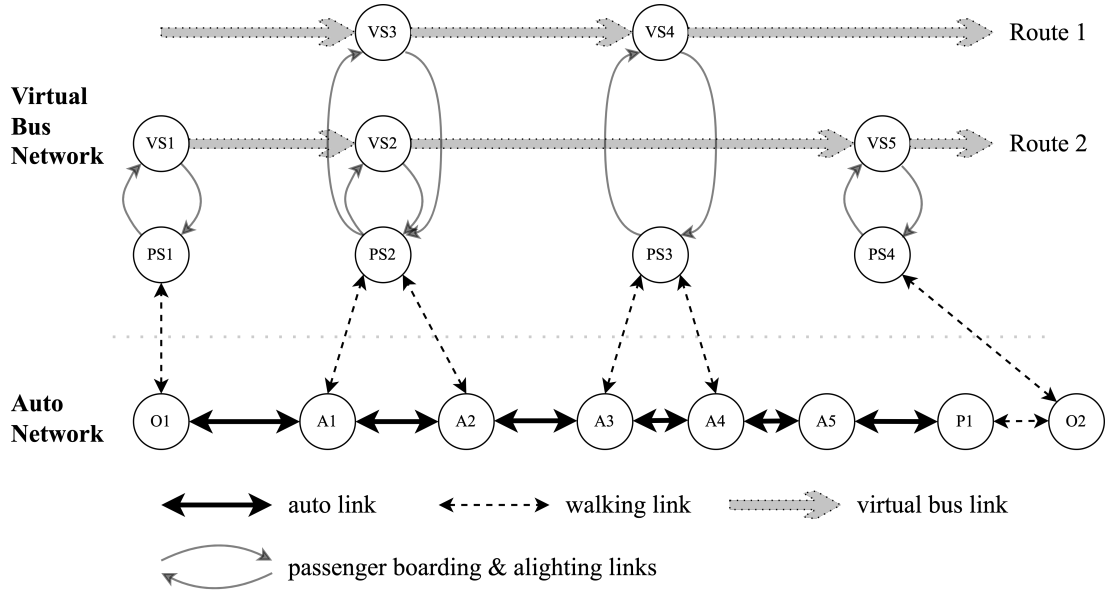 VS3
VS4
Route 1
Virtual
Bus
Network
VS1
VS2
VS5
Route 2
PS1
PS2
PS3
PS4
Auto
Network
O1
A1
A2
A3
A4
A5
P1
O2
auto link
walking link
virtual bus link
passenger boarding & alighting links